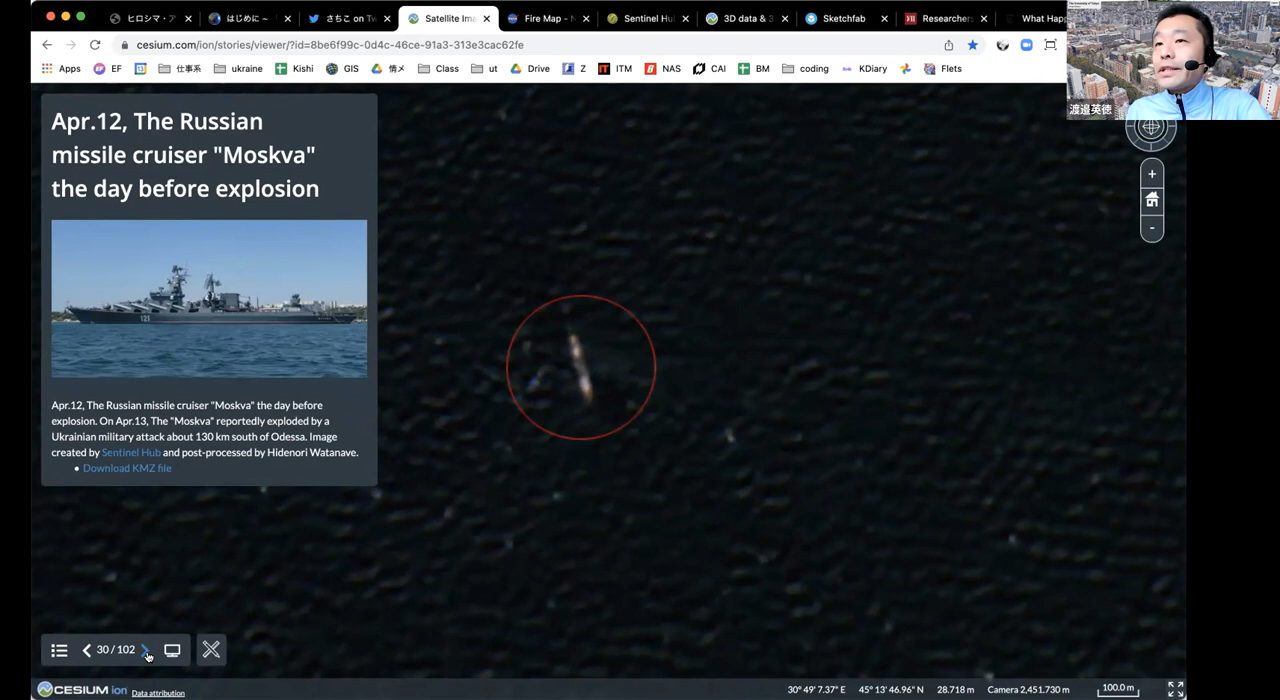 ヒロシマ・ア
はじめに ~
さちこ on Tw
Satellite Ima
Fire Map - N
Sentinel Hub
3D data & 3
Sketchfab
Researchers
What Happ
cesium.com/ion/stories/viewer/?id=8be6f99c-0d4c-46ce-91a3-313e3cac62fe
Apps EF 仕事系 ukraine Kishi GIS 情メ Class ut Drive Z ITM NAS CAI BM coding KDiary Flets
渡邉英徳
Apr.12, The Russian
missile cruiser "Moskva"
the day before explosion
121
Apr.12, The Russian missile cruiser "Moskva" the day before
explosion. On Apr.13, The "Moskva" reportedly exploded by a
Ukrainian military attack about 130 km south of Odessa. Image
created by Sentinel Hub and post-processed by Hidenori Watanave.
• Download KMZ file
30 / 102
CESIUM ion Data attribution
30° 49' 7.37" E 45° 13' 46.96" N 28.718 m Camera 2,451.730 m 100.0 m